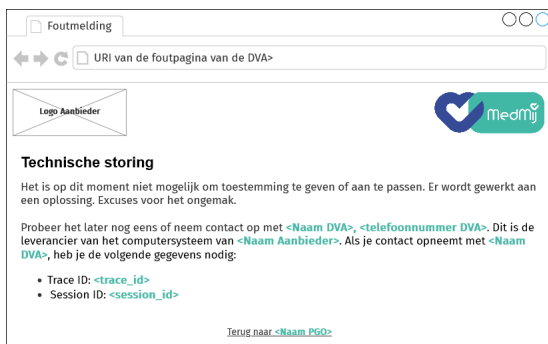 Foutmelding
URI van de foutpagina van de DVA>
Logo Aanbieder
MedMij
Technische storing
Het is op dit moment niet mogelijk om toestemming te geven of aan te passen. Er wordt gewerkt aan
een oplossing. Excuses voor het ongemak.
Probeer het later nog eens of neem contact op met <Naam DVA>, <telefoonnummer DVA>. Dit is de
leverancier van het computersysteem van <Naam Aanbieder>. Als je contact opneemt met <Naam
DVA>, heb je de volgende gegevens nodig:
• Trace ID: <trace_id>
• Session ID: <session_id>
Terug naar <Naam PGO>